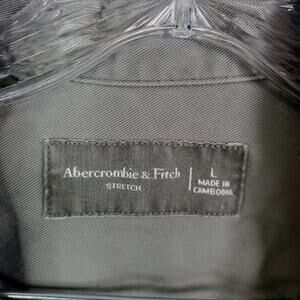 Abercrombie & Fitch
STRETCH
L
MADE IN
CAMBODIA